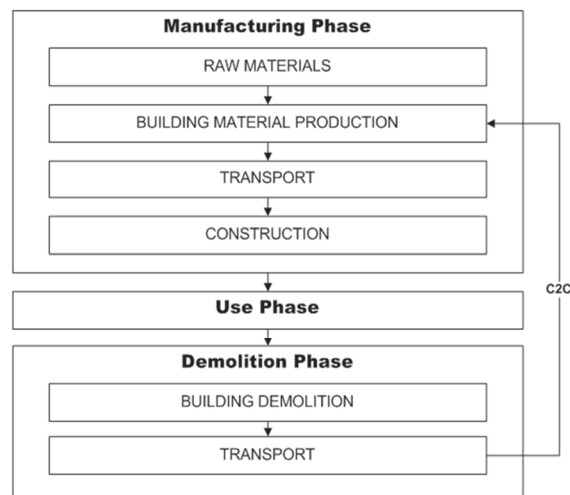 Manufacturing Phase
RAW MATERIALS
BUILDING MATERIAL PRODUCTION
TRANSPORT
CONSTRUCTION
C2C
Use Phase
Demolition Phase
BUILDING DEMOLITION
TRANSPORT